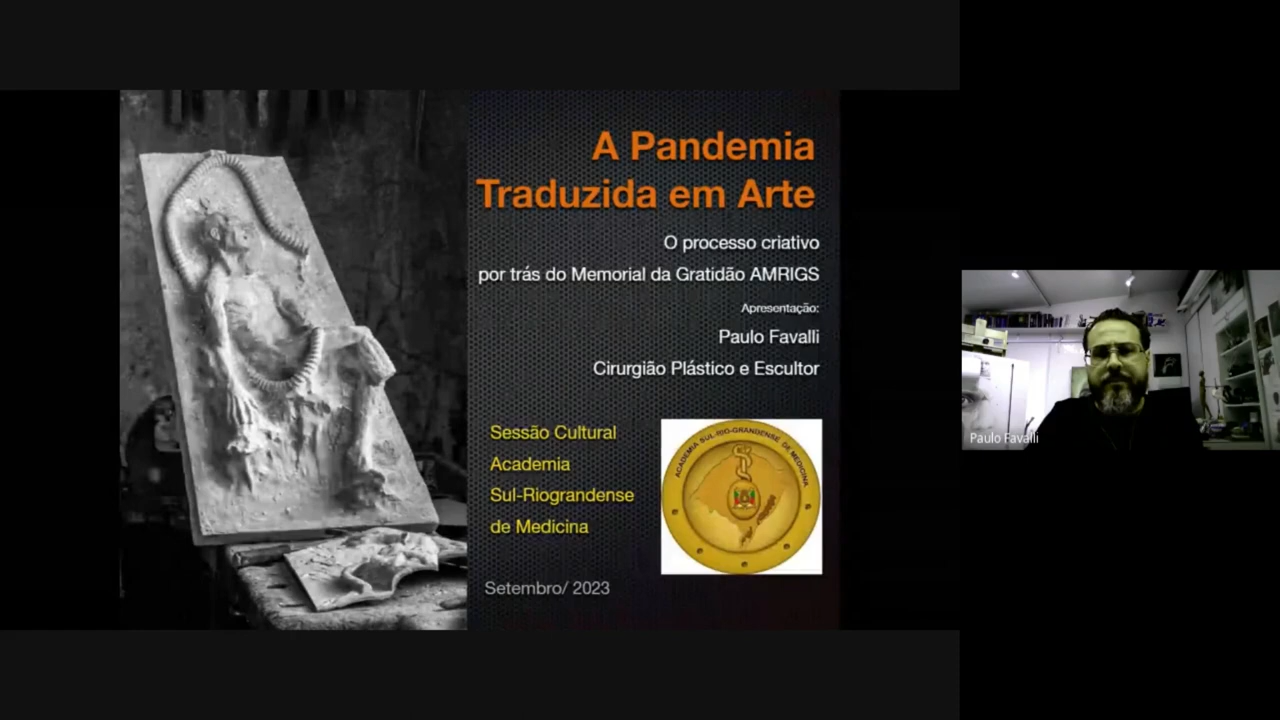 A Pandemia
Traduzida em Arte
O processo criativo
por trás do Memorial da Gratidão AMRIGS
Apresentação:
Paulo Favalli
Cirurgião Plástico e Escultor
Sessão Cultural
Academia
Sul-Riograndense
de Medicina
ACADEMIA SUL-RIO-GRANDENSE DE MEDICINA
Setembro/ 2023
Paulo Favalli